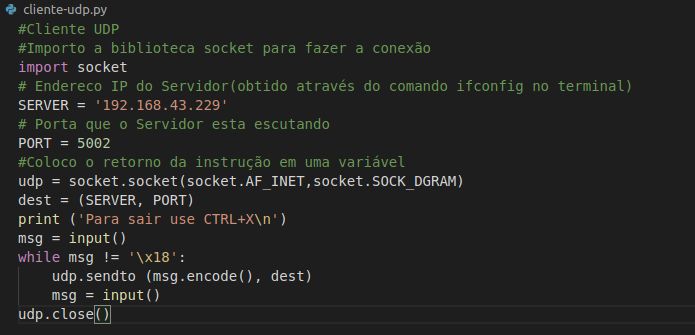 cliente-udp.py
#Cliente UDP
#Importo a biblioteca socket para fazer a conexão
import socket
# Endereco IP do Servidor(obtido através do comando ifconfig no terminal)
SERVER = '192.168.43.229'
# Porta que o Servidor esta escutando
PORT = 5002
#Coloco o retorno da instrução em uma variável
udp = socket.socket(socket.AF_INET,socket.SOCK_DGRAM)
dest = (SERVER, PORT)
print ('Para sair use CTRL+X\n')
msg = input()
while msg != '\x18':
    udp.sendto (msg.encode(), dest)
    msg = input()
udp.close()